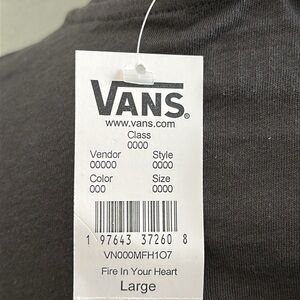 VANS®
www.vans.com
Class
0000
Vendor Style
00000 0000
Color Size
000 0000
1 97643 37260 8
VN000MFH1O7
Fire In Your Heart
Large